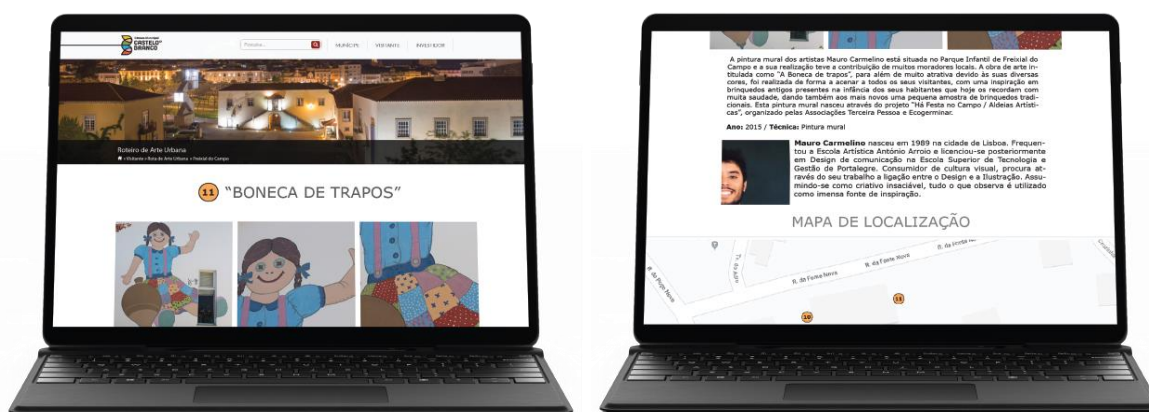 CASTELO
BRANCO
Pesquisa...
MUNÍCIPE
VISITANTE
INVESTIDOR
Roteiro de Arte Urbana
» Visitante » Rota de Arte Urbana » Freixial do Campo
11 “BONECA DE TRAPOS”
A pintura mural dos artistas Mauro Carmelino está situada no Parque Infantil de Freixial do
Campo e a sua realização teve a contribuição de muitos moradores locais. A obra de arte in-
titulada como "A Boneca de trapos", para além de muito atrativa devido às suas diversas
cores, foi realizada de forma a acenar a todos os seus visitantes, com uma inspiração em
brinquedos antigos presentes na infância dos seus habitantes que hoje os recordam com
muita saudade, dando também aos mais novos uma pequena amostra de brinquedos tradi-
cionais. Esta pintura mural nasceu através do projeto "Há Festa no Campo / Aldeias Artísti-
cas", organizado pelas Associações Terceira Pessoa e Ecogerminar.
Ano: 2015 / Técnica: Pintura mural
Mauro Carmelino nasceu em 1989 na cidade de Lisboa. Frequen-
tou a Escola Artística António Arroio e licenciou-se posteriormente
em Design de comunicação na Escola Superior de Tecnologia e
Gestão de Portalegre. Consumidor de cultura visual, procura at-
ravés do seu trabalho a ligação entre o Design e a Ilustração. Assu-
mindo-se como criativo insaciável, tudo o que observa é utilizado
como imensa fonte de inspiração.
MAPA DE LOCALIZAÇÃO
R. da Fonte Nova
R. da Fonte Nova
R. da Fonte Nova
R. do Poço Novo
11
10